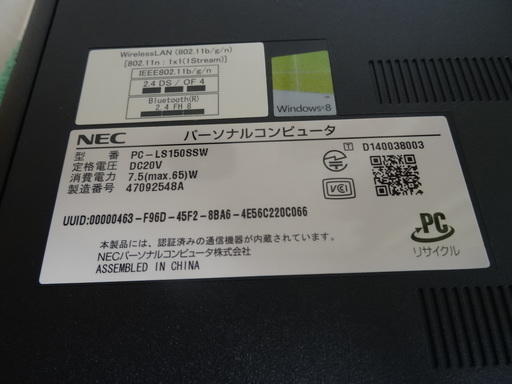 WirelessLAN (802.11b/g/n)
[802.11n : 1x1(1Stream)]
IEEE802.11b/g/n
2.4 DS / OF 4
Bluetooth(R)
2.4 FH 8
Windows 8
NEC パーソナルコンピュータ
型 番 PC-LS150SSW
定格電圧 DC20V
消費電力 7.5(max.65)W
製造番号 47092548A
T D140038003
VCI
UUID:00000463-F96D-45F2-8BA6-4E56C220C066
本製品には、認証済みの通信機器が内蔵されています。
NECパーソナルコンピュータ株式会社
ASSEMBLED IN CHINA
PC
リサイクル